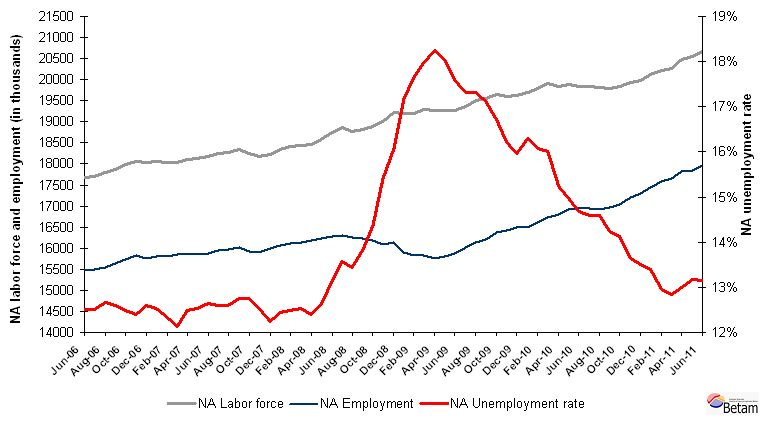 NA labor force and employment (in thousands)
21500
21000
20500
20000
19500
19000
18500
18000
17500
17000
16500
16000
15500
15000
14500
14000
19%
18%
17%
16%
15%
14%
13%
12%
NA unemployment rate
Jun-06
Aug-06
Oct-06
Dec-06
Feb-07
Apr-07
Jun-07
Aug-07
Oct-07
Dec-07
Feb-08
Apr-08
Jun-08
Aug-08
Oct-08
Dec-08
Feb-09
Apr-09
Jun-09
Aug-09
Oct-09
Dec-09
Feb-10
Apr-10
Jun-10
Aug-10
Oct-10
Dec-10
Feb-11
Apr-11
Jun-11
NA Labor force
NA Employment
NA Unemployment rate
Betam